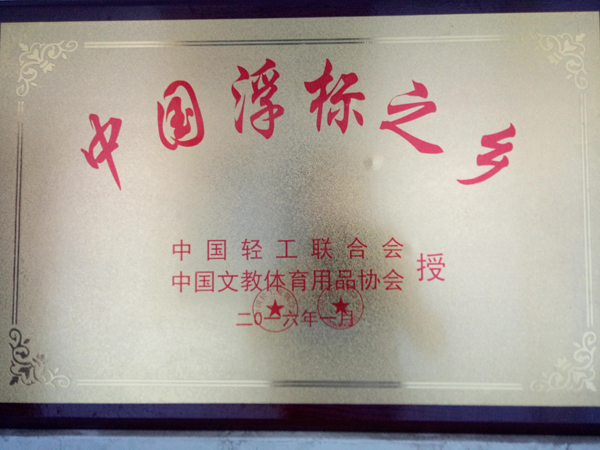 中国浮标之乡
中国轻工联合会
中国文教体育用品协会 授
二〇一六年一月